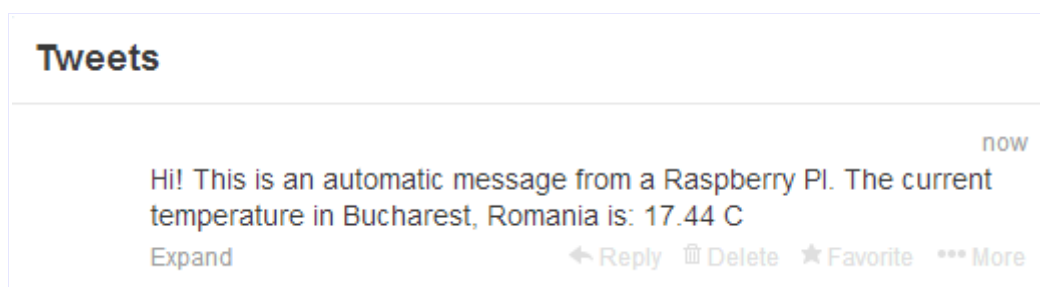 Tweets
now
Hi! This is an automatic message from a Raspberry PI. The current
temperature in Bucharest, Romania is: 17.44 C
Expand Reply Delete Favorite More